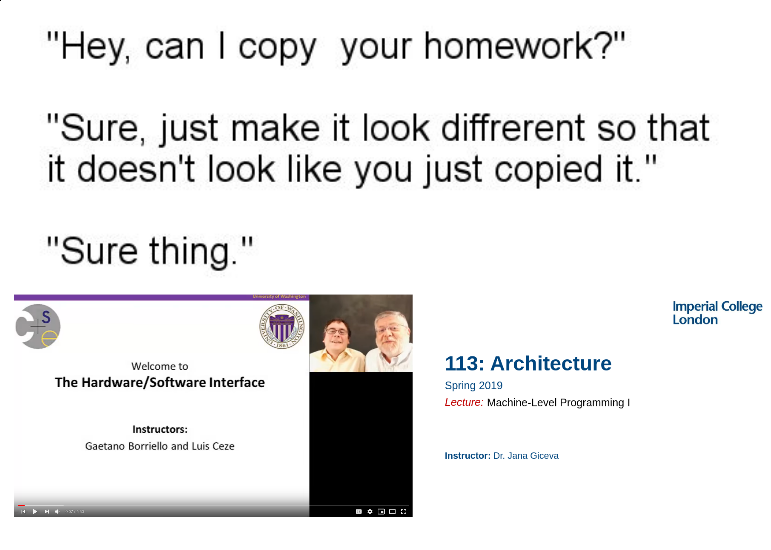 "Hey, can I copy  your homework?"
"Sure, just make it look diffrerent so that
it doesn't look like you just copied it."
"Sure thing."
University of Washington
CSe
Welcome to
The Hardware/Software Interface
Instructors:
Gaetano Borriello and Luis Ceze
Imperial College
London
113: Architecture
Spring 2019
Lecture: Machine-Level Programming I
Instructor: Dr. Jana Giceva